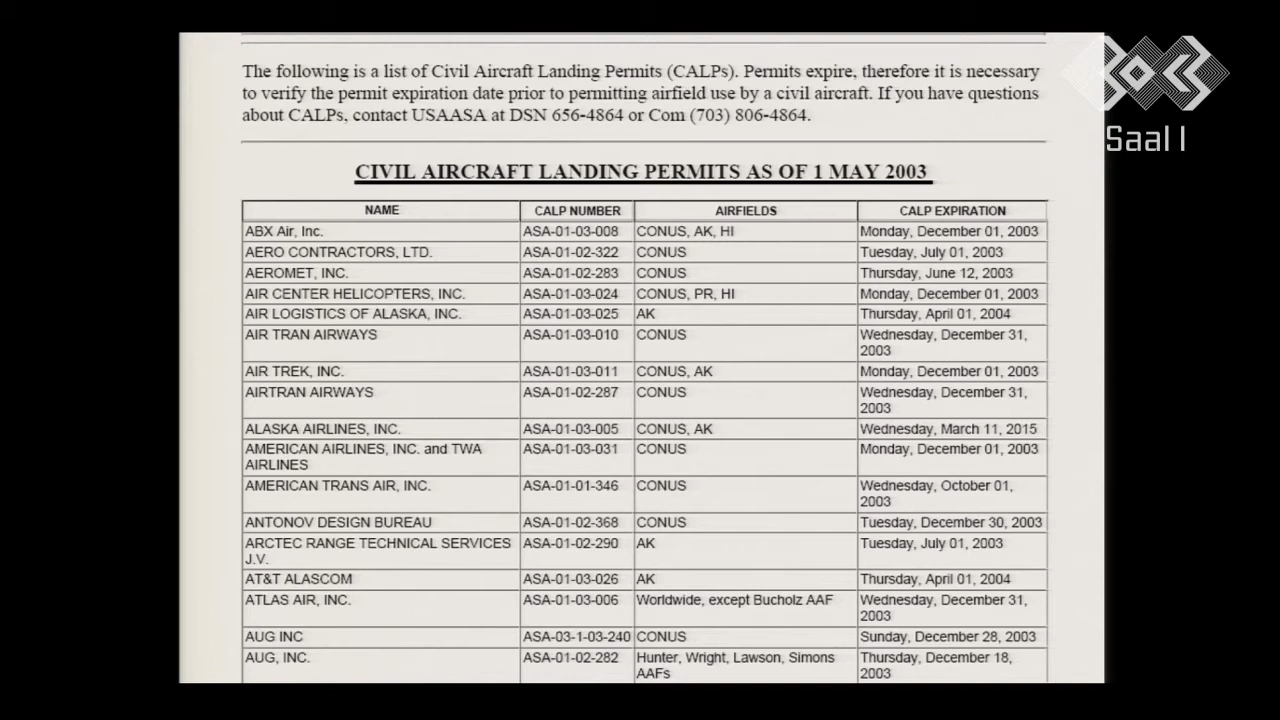 The following is a list of Civil Aircraft Landing Permits (CALPs). Permits expire, therefore it is necessary
to verify the permit expiration date prior to permitting airfield use by a civil aircraft. If you have questions
about CALPs, contact USAASA at DSN 656-4864 or Com (703) 806-4864.
Saal 1
CIVIL AIRCRAFT LANDING PERMITS AS OF 1 MAY 2003
NAME CALP NUMBER AIRFIELDS CALP EXPIRATION
ABX Air, Inc. ASA-01-03-008 CONUS, AK, HI Monday, December 01, 2003
AERO CONTRACTORS, LTD. ASA-01-02-322 CONUS Tuesday, July 01, 2003
AEROMET, INC. ASA-01-02-283 CONUS Thursday, June 12, 2003
AIR CENTER HELICOPTERS, INC. ASA-01-03-024 CONUS, PR, HI Monday, December 01, 2003
AIR LOGISTICS OF ALASKA, INC. ASA-01-03-025 AK Thursday, April 01, 2004
AIR TRAN AIRWAYS ASA-01-03-010 CONUS Wednesday, December 31,
2003
AIR TREK, INC. ASA-01-03-011 CONUS, AK Monday, December 01, 2003
AIRTRAN AIRWAYS ASA-01-02-287 CONUS Wednesday, December 31,
2003
ALASKA AIRLINES, INC. ASA-01-03-005 CONUS, AK Wednesday, March 11, 2015
AMERICAN AIRLINES, INC. and TWA ASA-01-03-031 CONUS Monday, December 01, 2003
AIRLINES
AMERICAN TRANS AIR, INC. ASA-01-01-346 CONUS Wednesday, October 01,
2003
ANTONOV DESIGN BUREAU ASA-01-02-368 CONUS Tuesday, December 30, 2003
ARCTEC RANGE TECHNICAL SERVICES ASA-01-02-290 AK Tuesday, July 01, 2003
J.V.
AT&T ALASCOM ASA-01-03-026 AK Thursday, April 01, 2004
ATLAS AIR, INC. ASA-01-03-006 Worldwide, except Bucholz AAF Wednesday, December 31,
2003
AUG INC ASA-03-1-03-240 CONUS Sunday, December 28, 2003
AUG, INC. ASA-01-02-282 Hunter, Wright, Lawson, Simons Thursday, December 18,
AAFs 2003